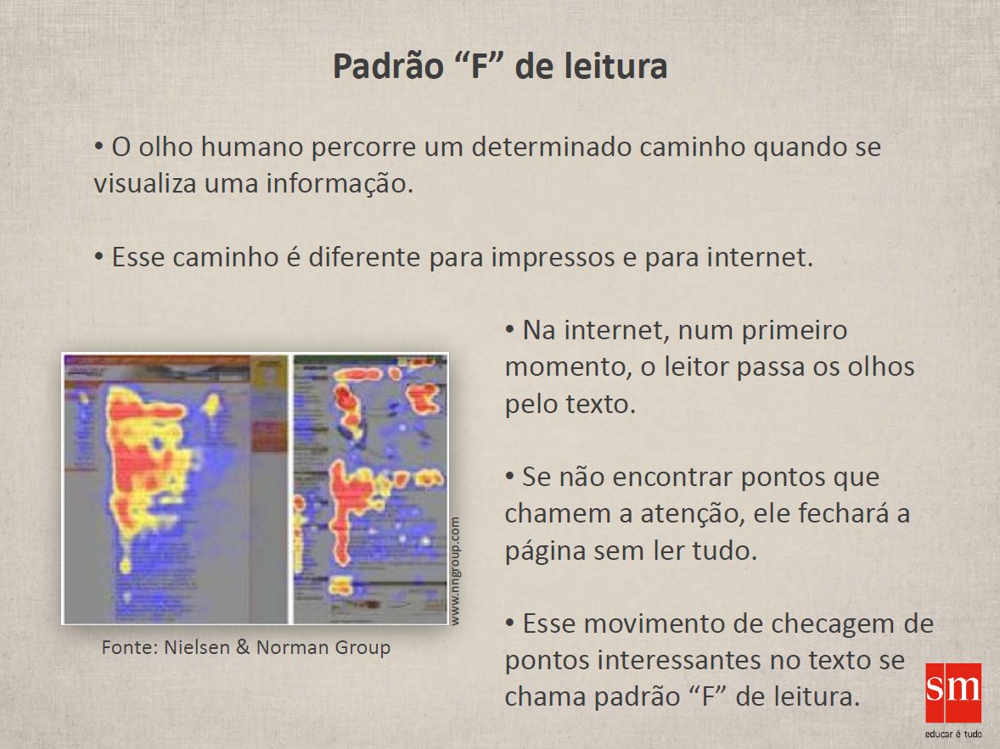 Padrão “F” de leitura
• O olho humano percorre um determinado caminho quando se
visualiza uma informação.
• Esse caminho é diferente para impressos e para internet.
• Na internet, num primeiro
momento, o leitor passa os olhos
pelo texto.
• Se não encontrar pontos que
chamem a atenção, ele fechará a
página sem ler tudo.
• Esse movimento de checagem de
pontos interessantes no texto se
chama padrão “F” de leitura.
www.nngroup.com
Fonte: Nielsen & Norman Group
sm
educar é tudo